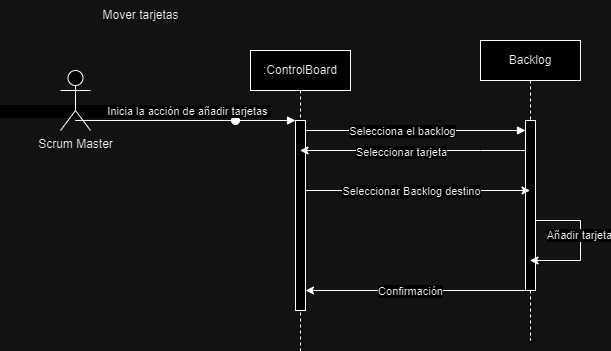 Mover tarjetas
:ControlBoard
Backlog
Inicia la acción de añadir tarjetas
Scrum Master
Selecciona el backlog
Seleccionar tarjeta
Seleccionar Backlog destino
Añadir tarjeta
Confirmación